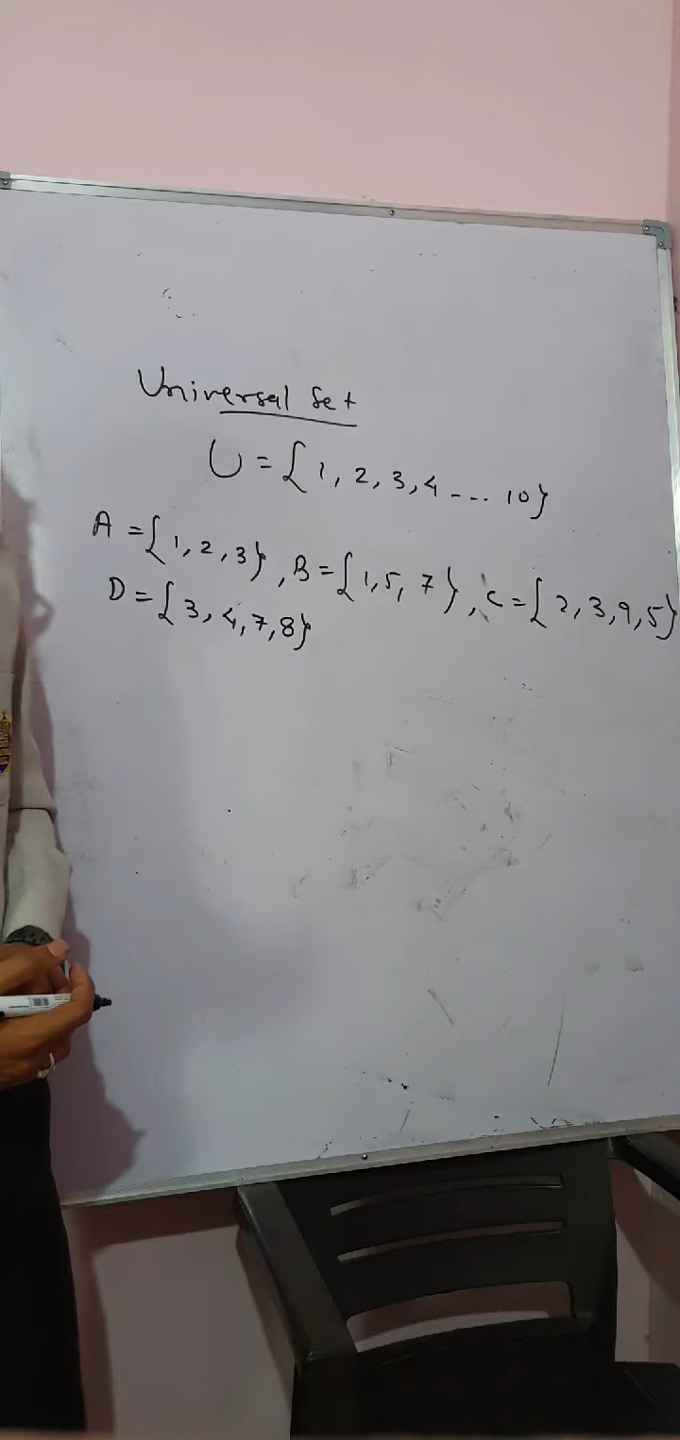 Universal Set
U = {1, 2, 3, 4 --- 10}
A = {1, 2, 3}, B = {1, 5, 7}, C = {2, 3, 9, 5}
D = {3, 4, 7, 8}